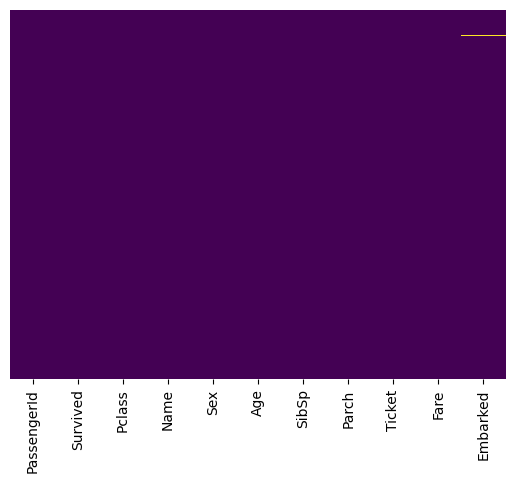 PassengerId
Survived
Pclass
Name
Sex
Age
SibSp
Parch
Ticket
Fare
Embarked